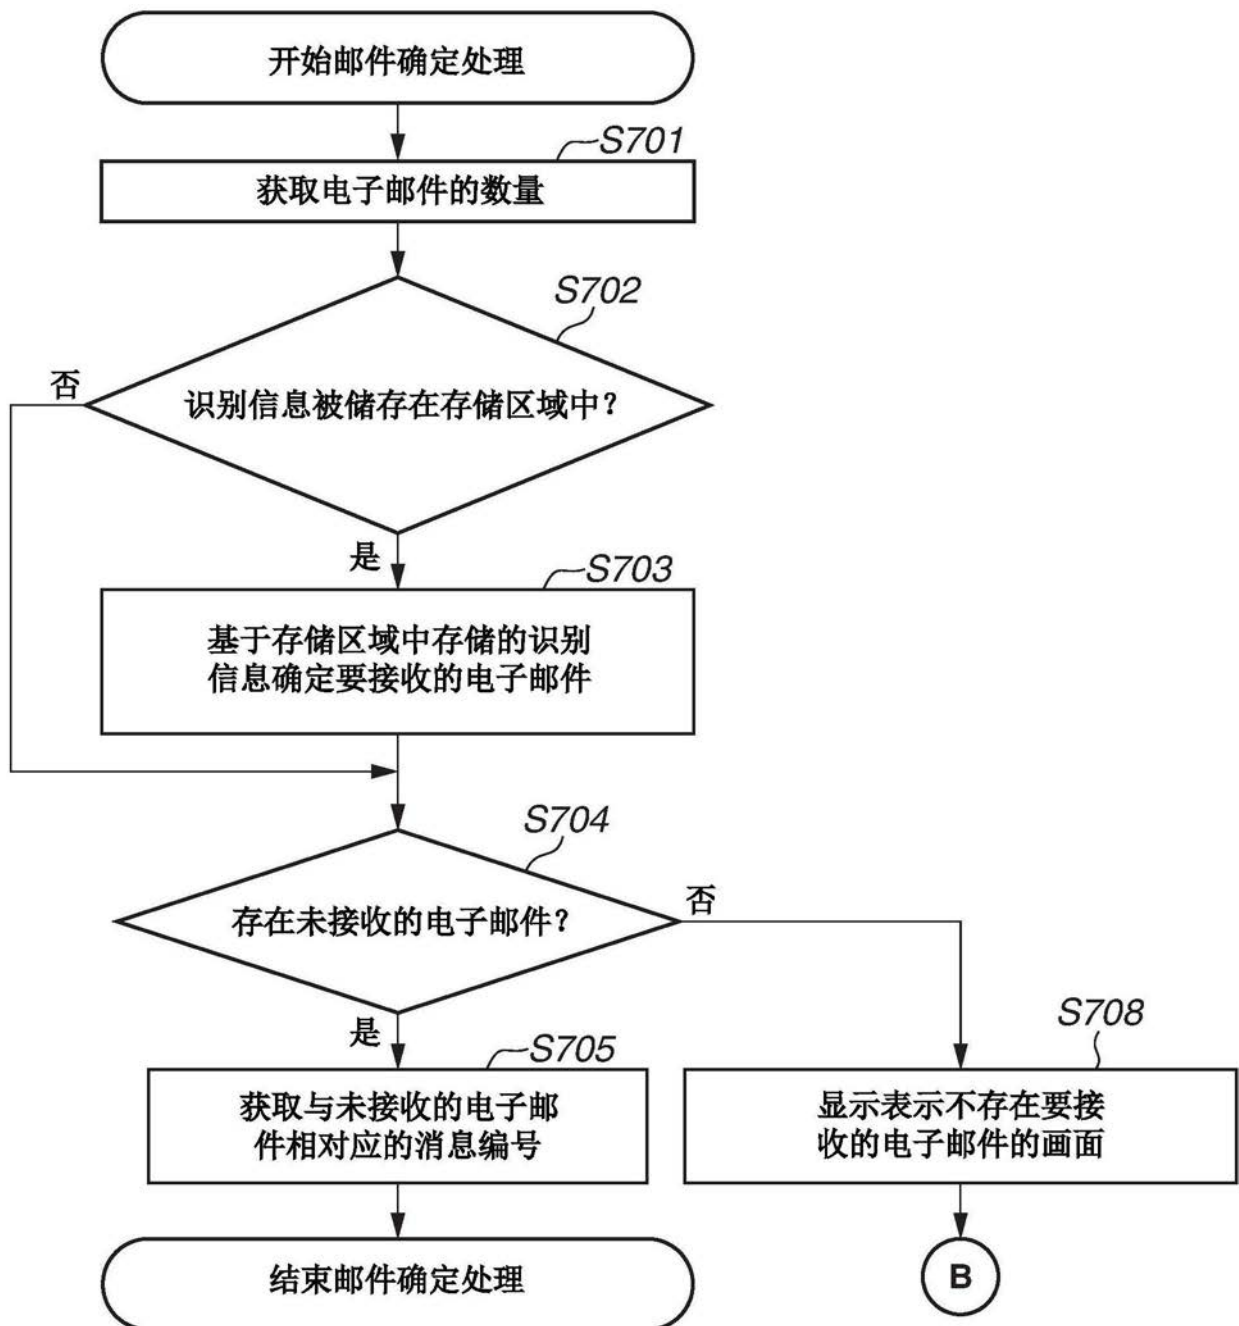 开始邮件确定处理
S701
获取电子邮件的数量
S702
否
识别信息被储存在存储区域中？
是
S703
基于存储区域中存储的识别
信息确定要接收的电子邮件
S704
否
存在未接收的电子邮件？
是
S705
S708
获取与未接收的电子邮
件相对应的消息编号
显示表示不存在要接
收的电子邮件的画面
结束邮件确定处理
B